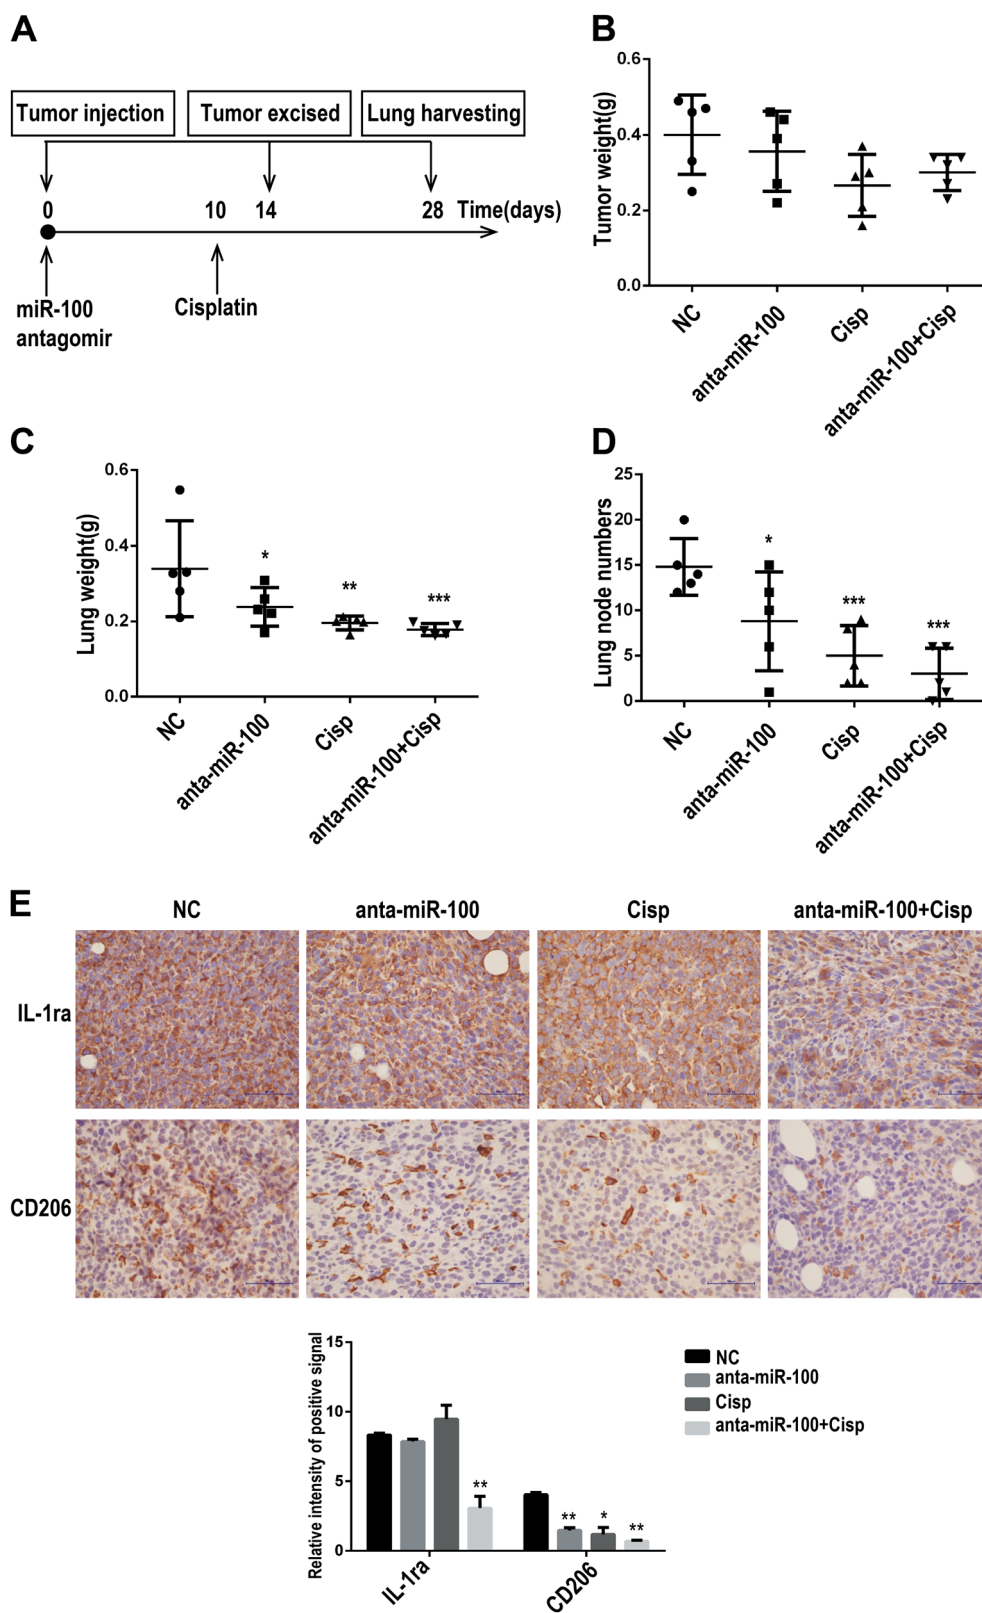 A
Tumor injection
Tumor excised
Lung harvesting
0
10
14
28
Time(days)
miR-100
antagomir
Cisplatin
B
Tumor weight(g)
0.6
0.4
0.2
0.0
NC
anta-miR-100
Cisp
anta-miR-100+Cisp
C
Lung weight(g)
0.6
0.4
0.2
0.0
*
**
***
NC
anta-miR-100
Cisp
anta-miR-100+Cisp
D
Lung node numbers
25
20
15
10
5
0
*
***
***
NC
anta-miR-100
Cisp
anta-miR-100+Cisp
E
NC
anta-miR-100
Cisp
anta-miR-100+Cisp
IL-1ra
CD206
Relative intensity of positive signal
15
10
5
0
**
**
*
**
IL-1ra
CD206
NC
anta-miR-100
Cisp
anta-miR-100+Cisp